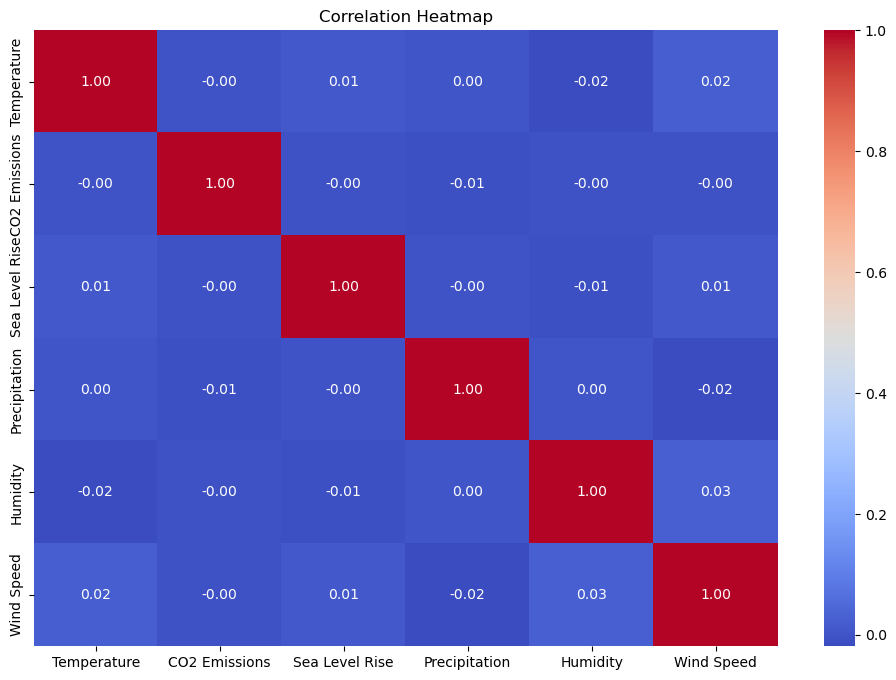 Correlation Heatmap
Temperature 1.00 -0.00 0.01 0.00 -0.02 0.02
CO2 Emissions -0.00 1.00 -0.00 -0.01 -0.00 -0.00
Sea Level Rise 0.01 -0.00 1.00 -0.00 -0.01 0.01
Precipitation 0.00 -0.01 -0.00 1.00 0.00 -0.02
Humidity -0.02 -0.00 -0.01 0.00 1.00 0.03
Wind Speed 0.02 -0.00 0.01 -0.02 0.03 1.00
Temperature CO2 Emissions Sea Level Rise Precipitation Humidity Wind Speed
1.0
0.8
0.6
0.4
0.2
0.0